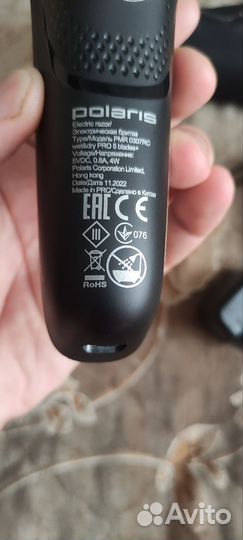 polaris
Electric razor/
Электрическая бритва
Type/Модель PMR 0307RC
wet&dry PRO 5 blades+
Voltage/Напряжение:
5VDC, 0.8A, 4W
Polaris Corporation Limited,
Hong kong
Date/Дата 11.2022
Made in PRC/Сделано в Китае
EAC CE
III 076
RoHS
Avito